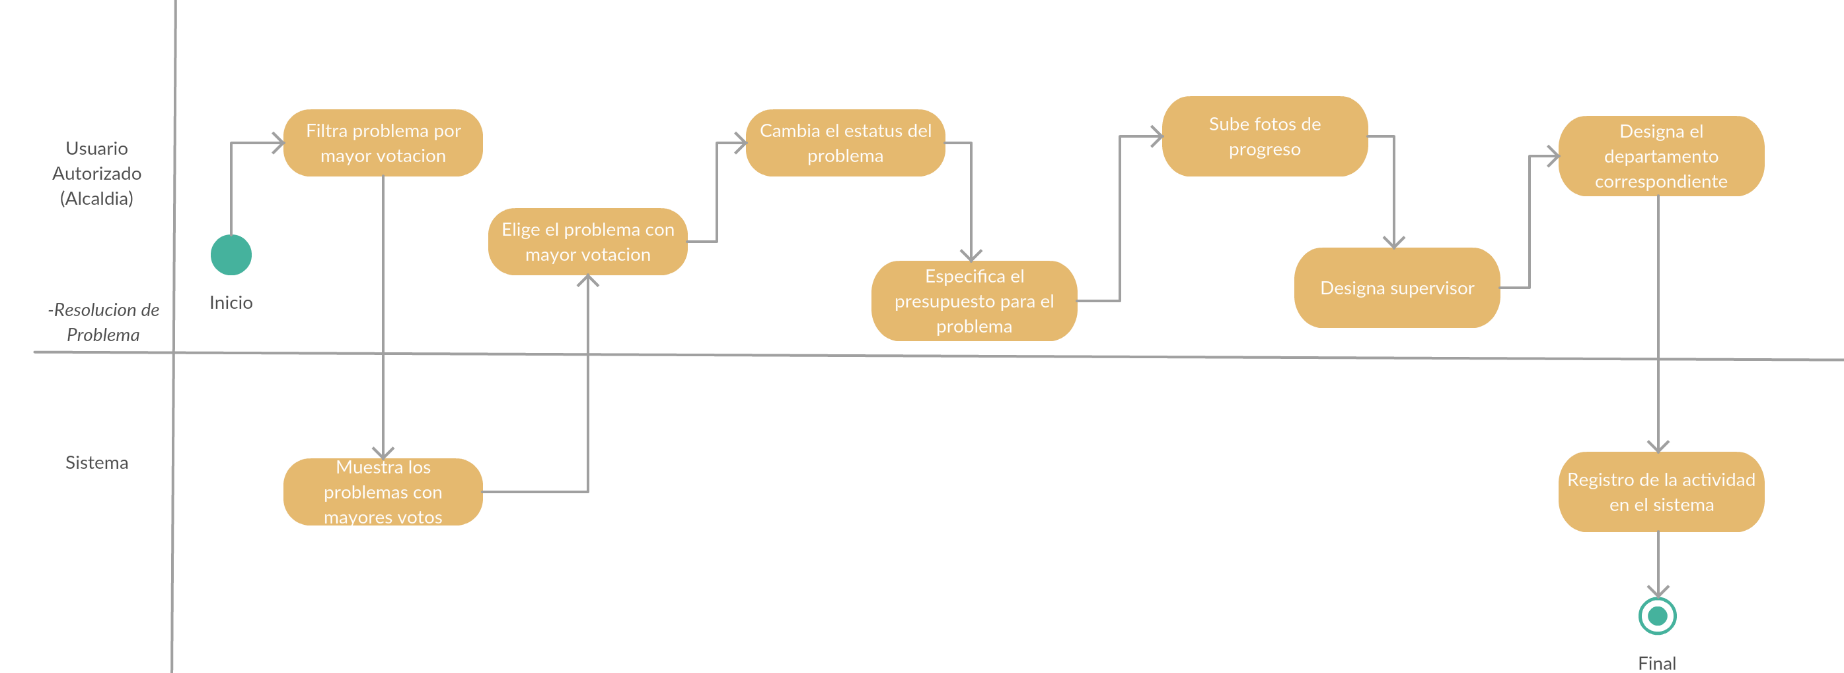 Usuario
Autorizado
(Alcaldia)
-Resolucion de
Problema
Inicio
Filtra problema por
mayor votacion
Elige el problema con
mayor votacion
Cambia el estatus del
problema
Especifica el
presupuesto para el
problema
Sube fotos de
progreso
Designa supervisor
Designa el
departamento
correspondiente
Sistema
Muestra los
problemas con
mayores votos
Registro de la actividad
en el sistema
Final